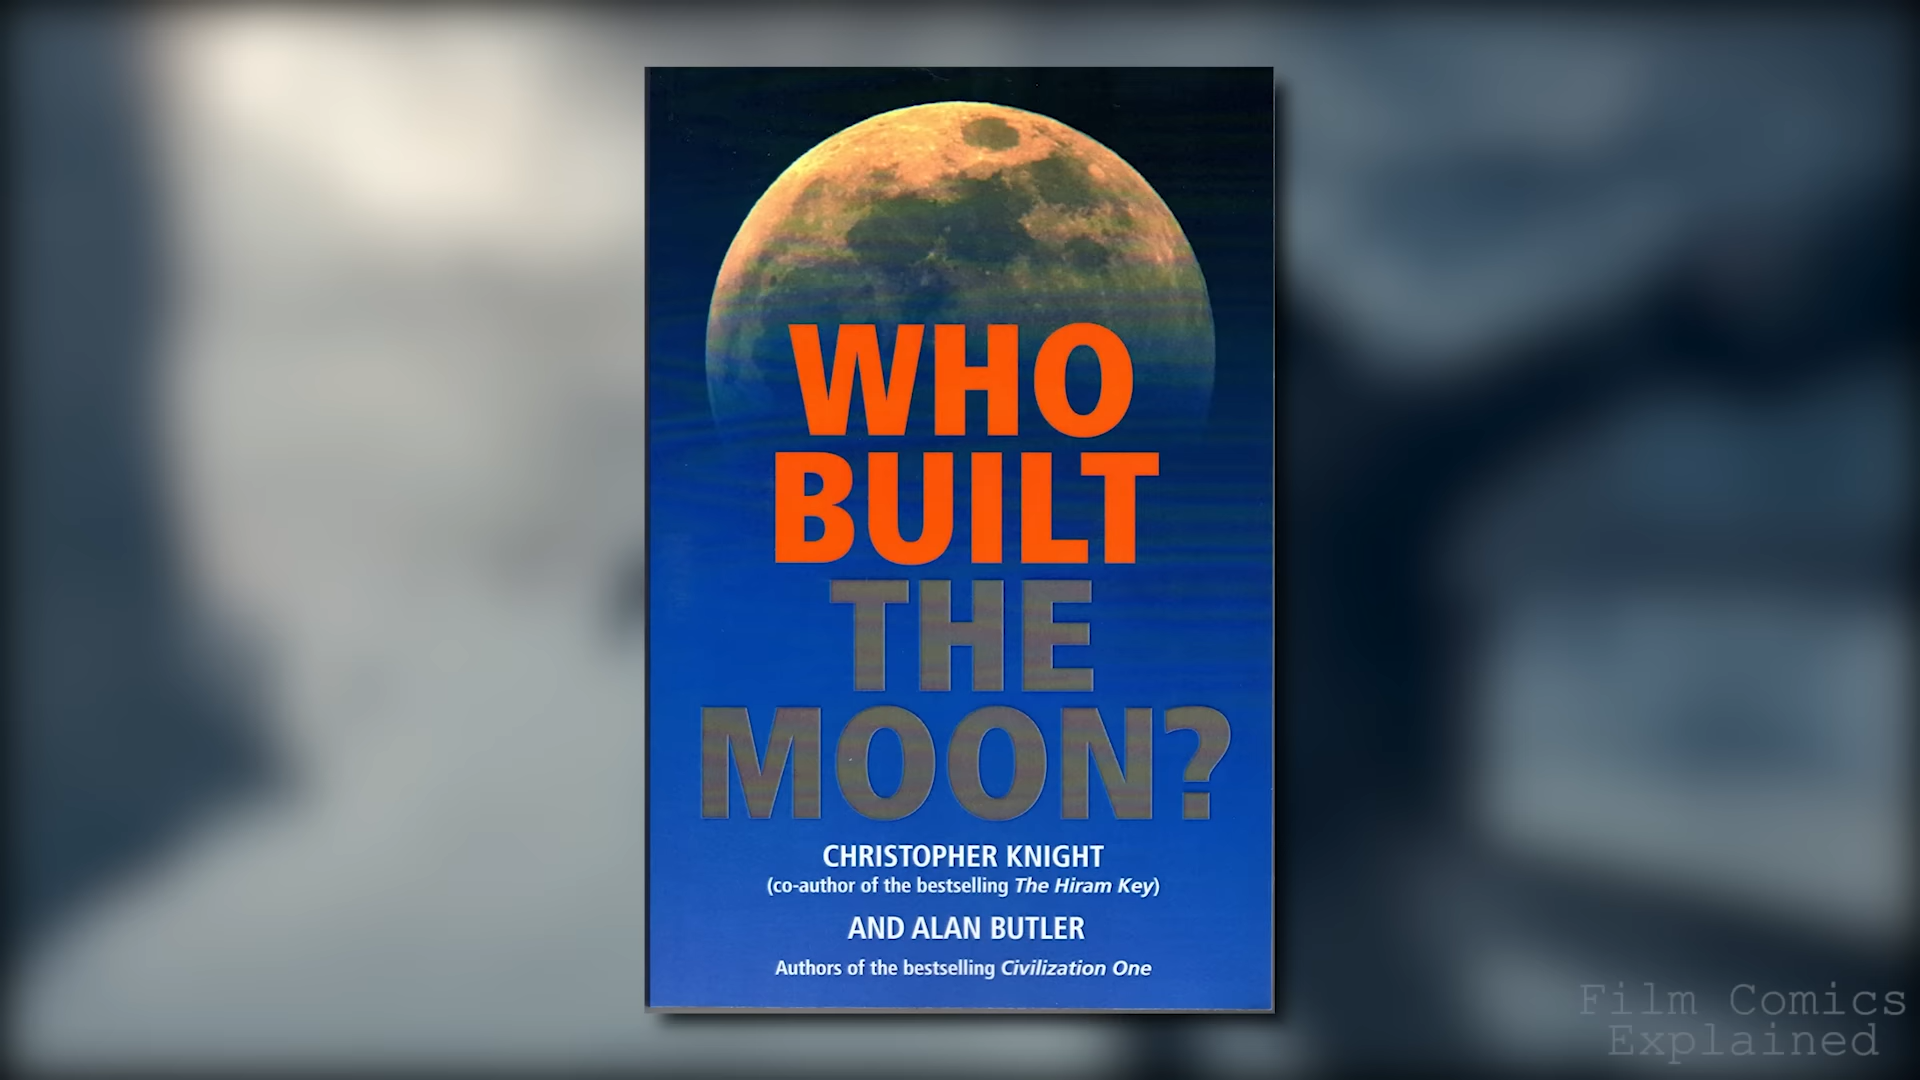 WHO
BUILT
THE
MOON?
CHRISTOPHER KNIGHT
(co-author of the bestselling The Hiram Key)
AND ALAN BUTLER
Authors of the bestselling Civilization One
Film Comics
Explained